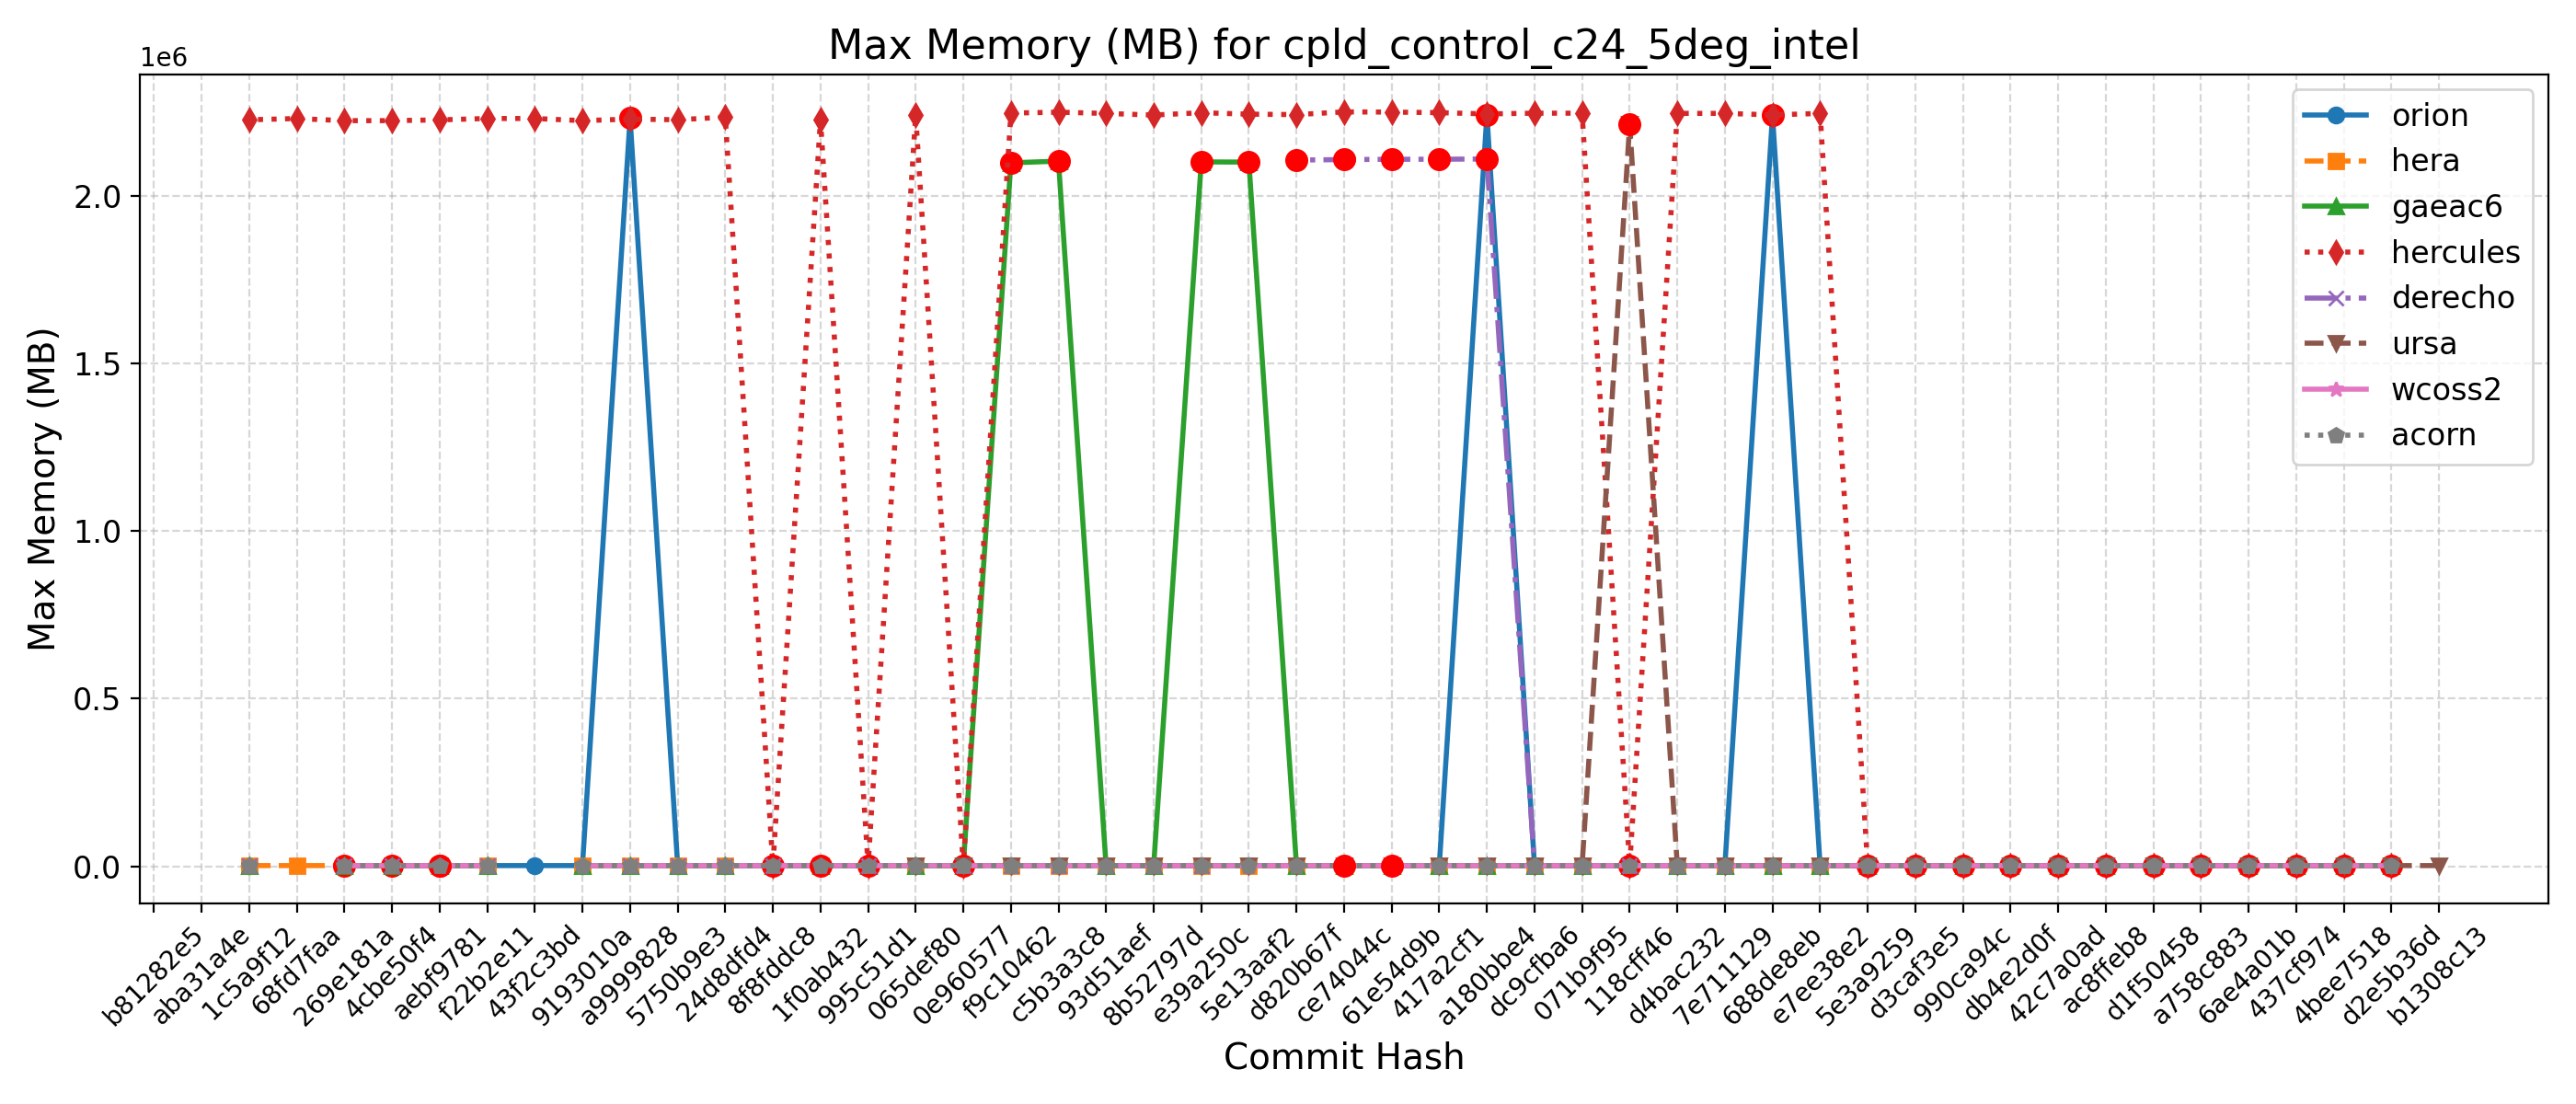 Max Memory (MB) for cpld_control_c24_5deg_intel
1e6
2.0
1.5
1.0
0.5
0.0
Max Memory (MB)
orion
hera
gaeac6
hercules
derecho
ursa
wcoss2
acorn
b81282e5
aba31a4e
1c5a9f12
68fd7faa
269e181a
4cbe50f4
aebf9781
f22b2e11
43f2c3bd
9193010a
a9999828
5750b9e3
24d8dfd4
8f8fddc8
1f0ab432
995c51d1
065def80
0e960577
f9c10462
c5b3a3c8
93d51aef
8b52797d
e39a250c
5e13aaf2
d820b67f
ce74044c
61e54d9b
417a2cf1
a180bbe4
dc9cfba6
071b9f95
118cff46
d4bac232
7e711129
688de8eb
e7ee38e2
5e3a9259
d3caf3e5
990ca94c
db4e2d0f
42c7a0ad
ac8ffeb8
d1f50458
a758c883
6ae4a01b
437cf974
4bee7518
d2e5b36d
b1308c13
Commit Hash